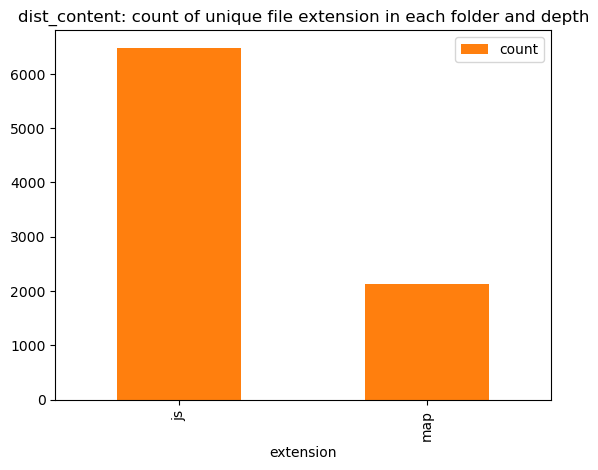 dist_content: count of unique file extension in each folder and depth
count
6000
5000
4000
3000
2000
1000
0
js
map
extension